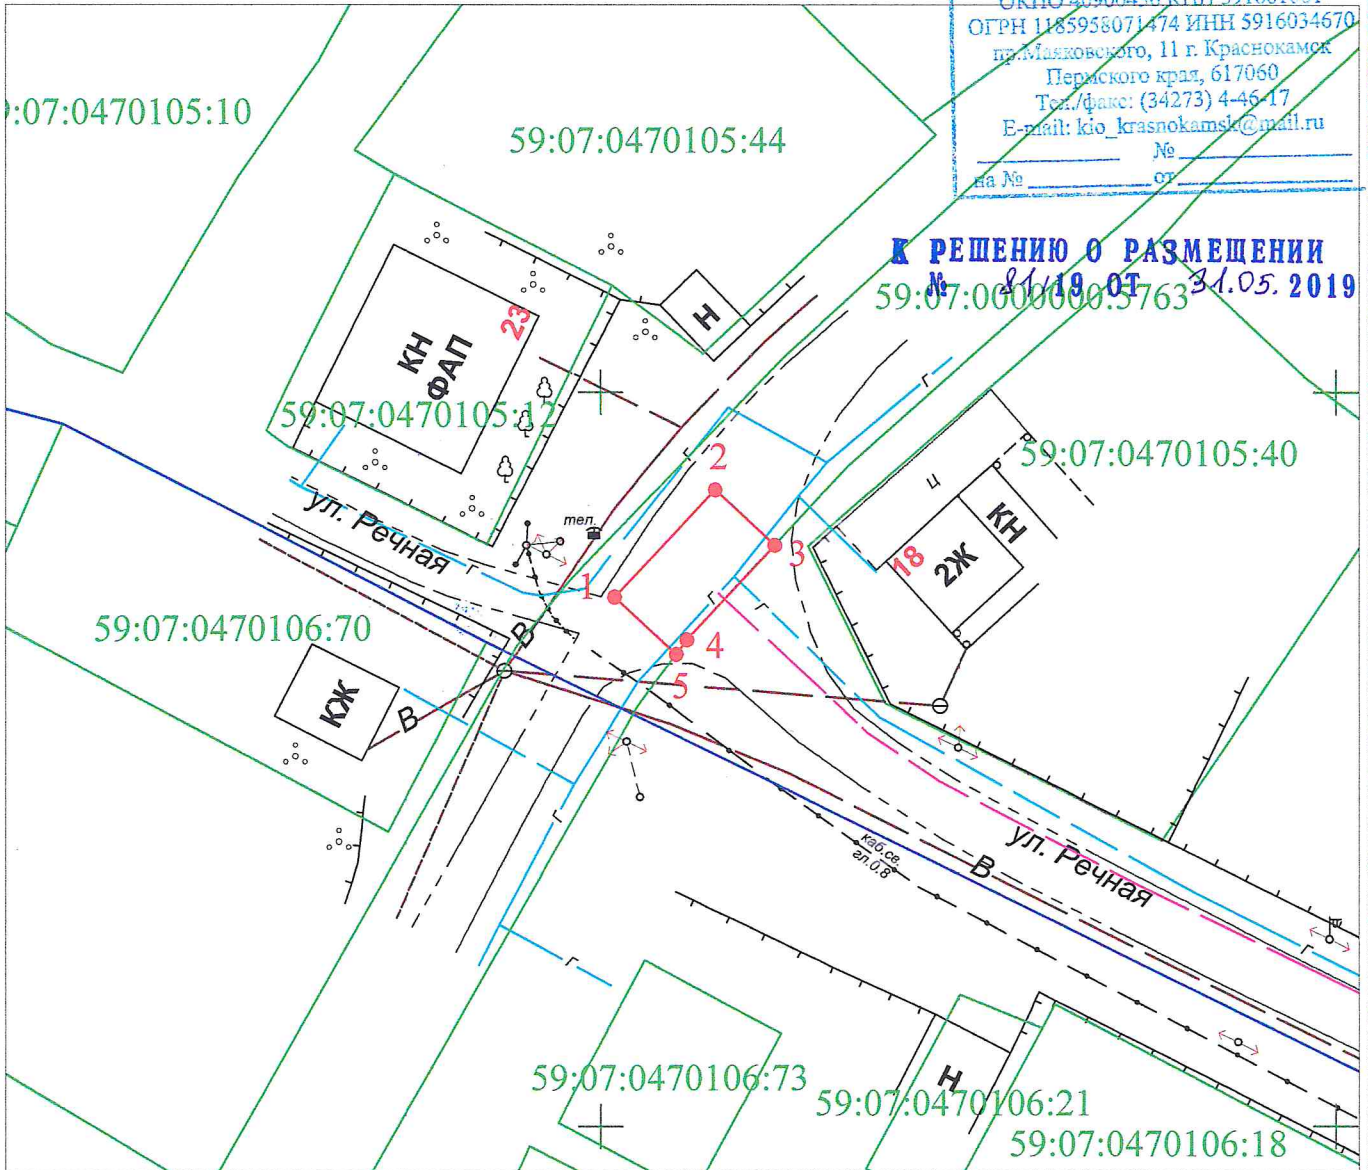 ОГРН 1185958071474 ИНН 5916034670
пр.Маяковского, 11 г. Краснокамск
Пермского края, 617060
Тел./факс: (34273) 4-46-17
E-mail: kio_krasnokamsk@mail.ru
№
на № от
К РЕШЕНИЮ О РАЗМЕЩЕНИИ
№ 81/19 ОТ 31.05. 2019
59:07:0000000:5763
:07:0470105:10
59:07:0470105:44
Н
23
КН
ФАП
59:07:0470105:12
г
59:07:0470105:40
2
г
ц
КН
ул. Речная
тел.
3
18
2Ж
г
1
г
г
59:07:0470106:70
В
4
5
КЖ
В
г
каб.св.
гл.0.8
ул. Речная
В
г
г
59:07:0470106:73
Н
59:07:0470106:21
59:07:0470106:18